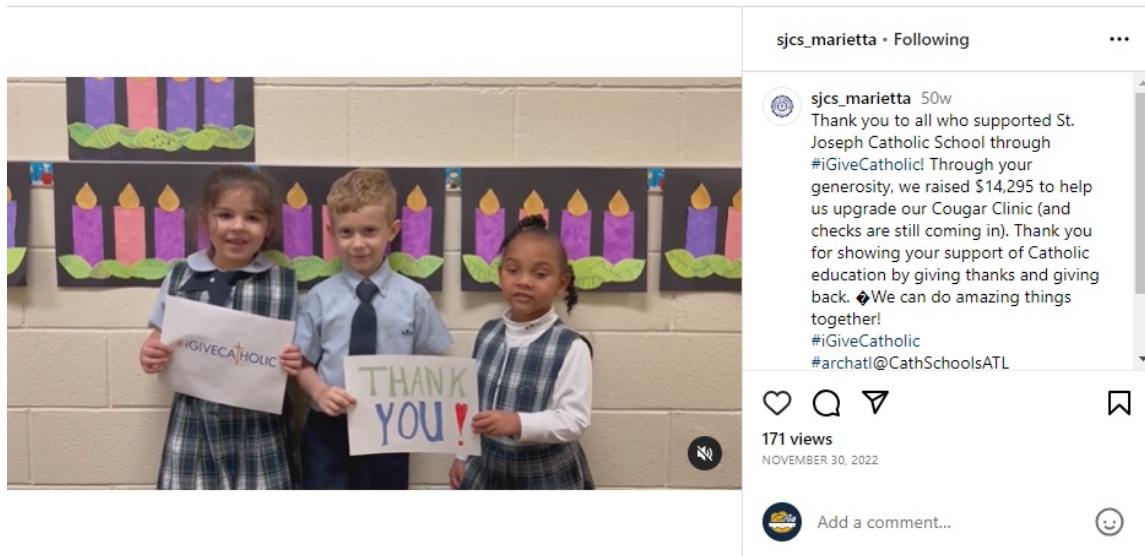 #iGIVECATHOLIC
THANK
YOU!
sjcs_marietta • Following
sjcs_marietta 50w
Thank you to all who supported St.
Joseph Catholic School through
#iGiveCatholic! Through your
generosity, we raised $14,295 to help
us upgrade our Cougar Clinic (and
checks are still coming in). Thank you
for showing your support of Catholic
education by giving thanks and giving
back. �We can do amazing things
together!
#iGiveCatholic
#archatl@CathSchoolsATL
171 views
NOVEMBER 30, 2022
Add a comment...